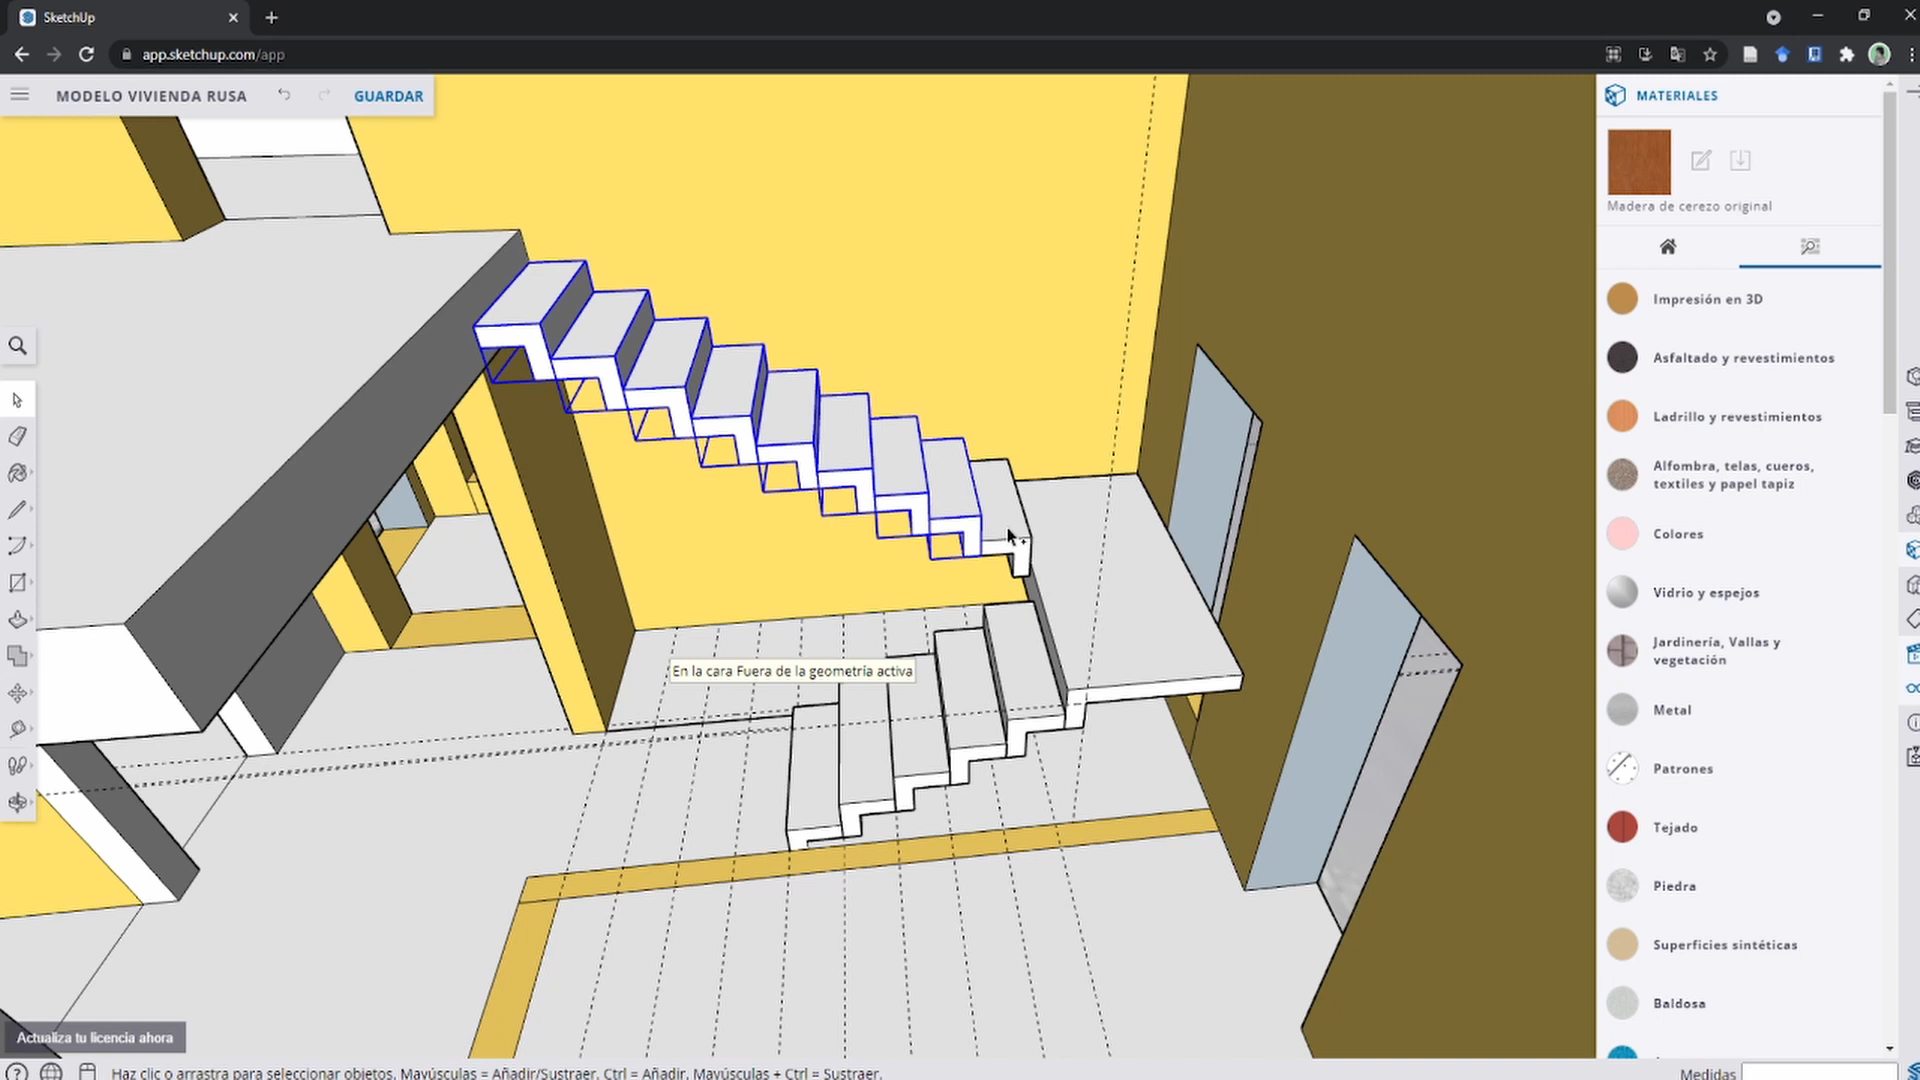 SketchUp
app.sketchup.com/app
MODELO VIVIENDA RUSA
GUARDAR
MATERIALES
Madera de cerezo original
Impresión en 3D
Asfaltado y revestimientos
Ladrillo y revestimientos
Alfombra, telas, cueros,
textiles y papel tapiz
Colores
Vidrio y espejos
Jardinería, Vallas y
vegetación
Metal
Patrones
Tejado
Piedra
Superficies sintéticas
Baldosa
En la cara Fuera de la geometría activa
Actualiza tu licencia ahora
Haz clic o arrastra para seleccionar objetos. Mayúsculas = Añadir/Sustraer. Ctrl = Añadir. Mayúsculas + Ctrl = Sustraer.
Medidas